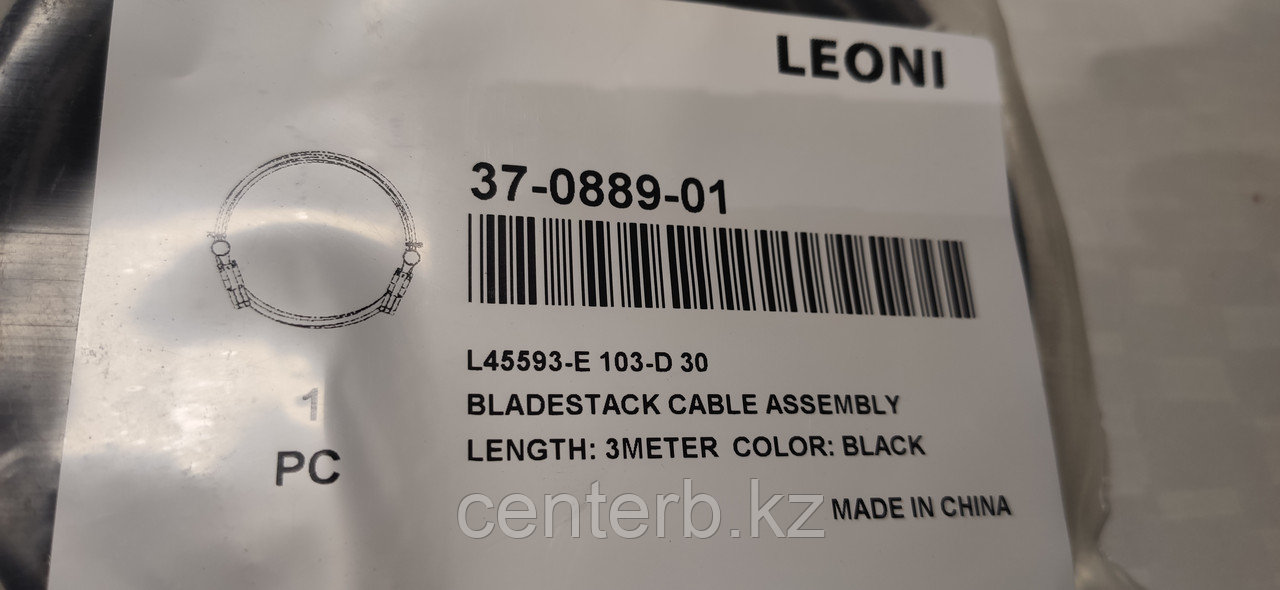 LEONI
37-0889-01
L45593-E 103-D 30
BLADESTACK CABLE ASSEMBLY
LENGTH: 3METER COLOR: BLACK
1
PC
MADE IN CHINA
centerb.kz